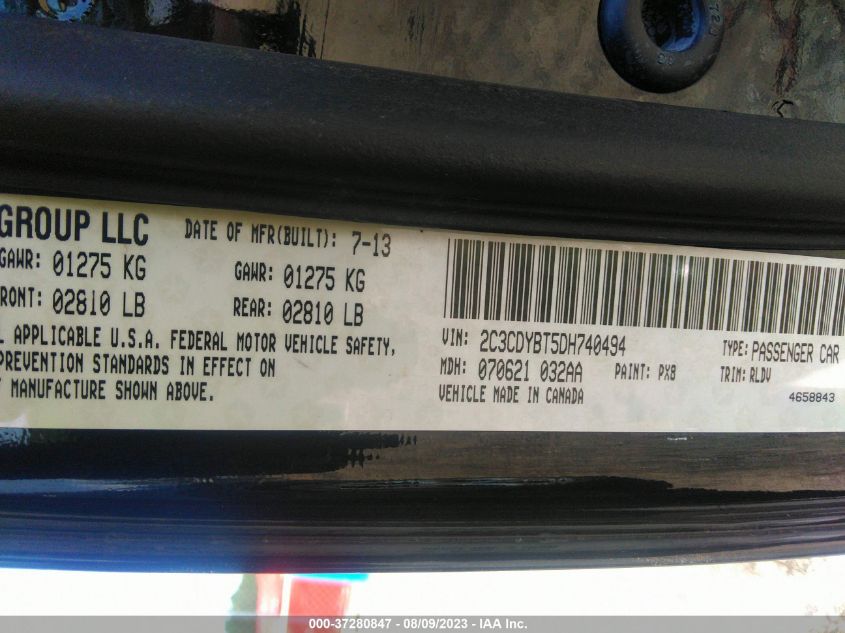 GROUP LLC
DATE OF MFR(BUILT): 7-13
GAWR: 01275 KG
GAWR: 01275 KG
FRONT: 02810 LB
REAR: 02810 LB
APPLICABLE U.S.A. FEDERAL MOTOR VEHICLE SAFETY,
PREVENTION STANDARDS IN EFFECT ON
MANUFACTURE SHOWN ABOVE.
VIN: 2C3CDYBT5DH740494
TYPE: PASSENGER CAR
MDH: 070621 032AA
PAINT: PX8
TRIM: RLDV
VEHICLE MADE IN CANADA
4658843
000-37280847 - 08/09/2023 - IAA Inc.